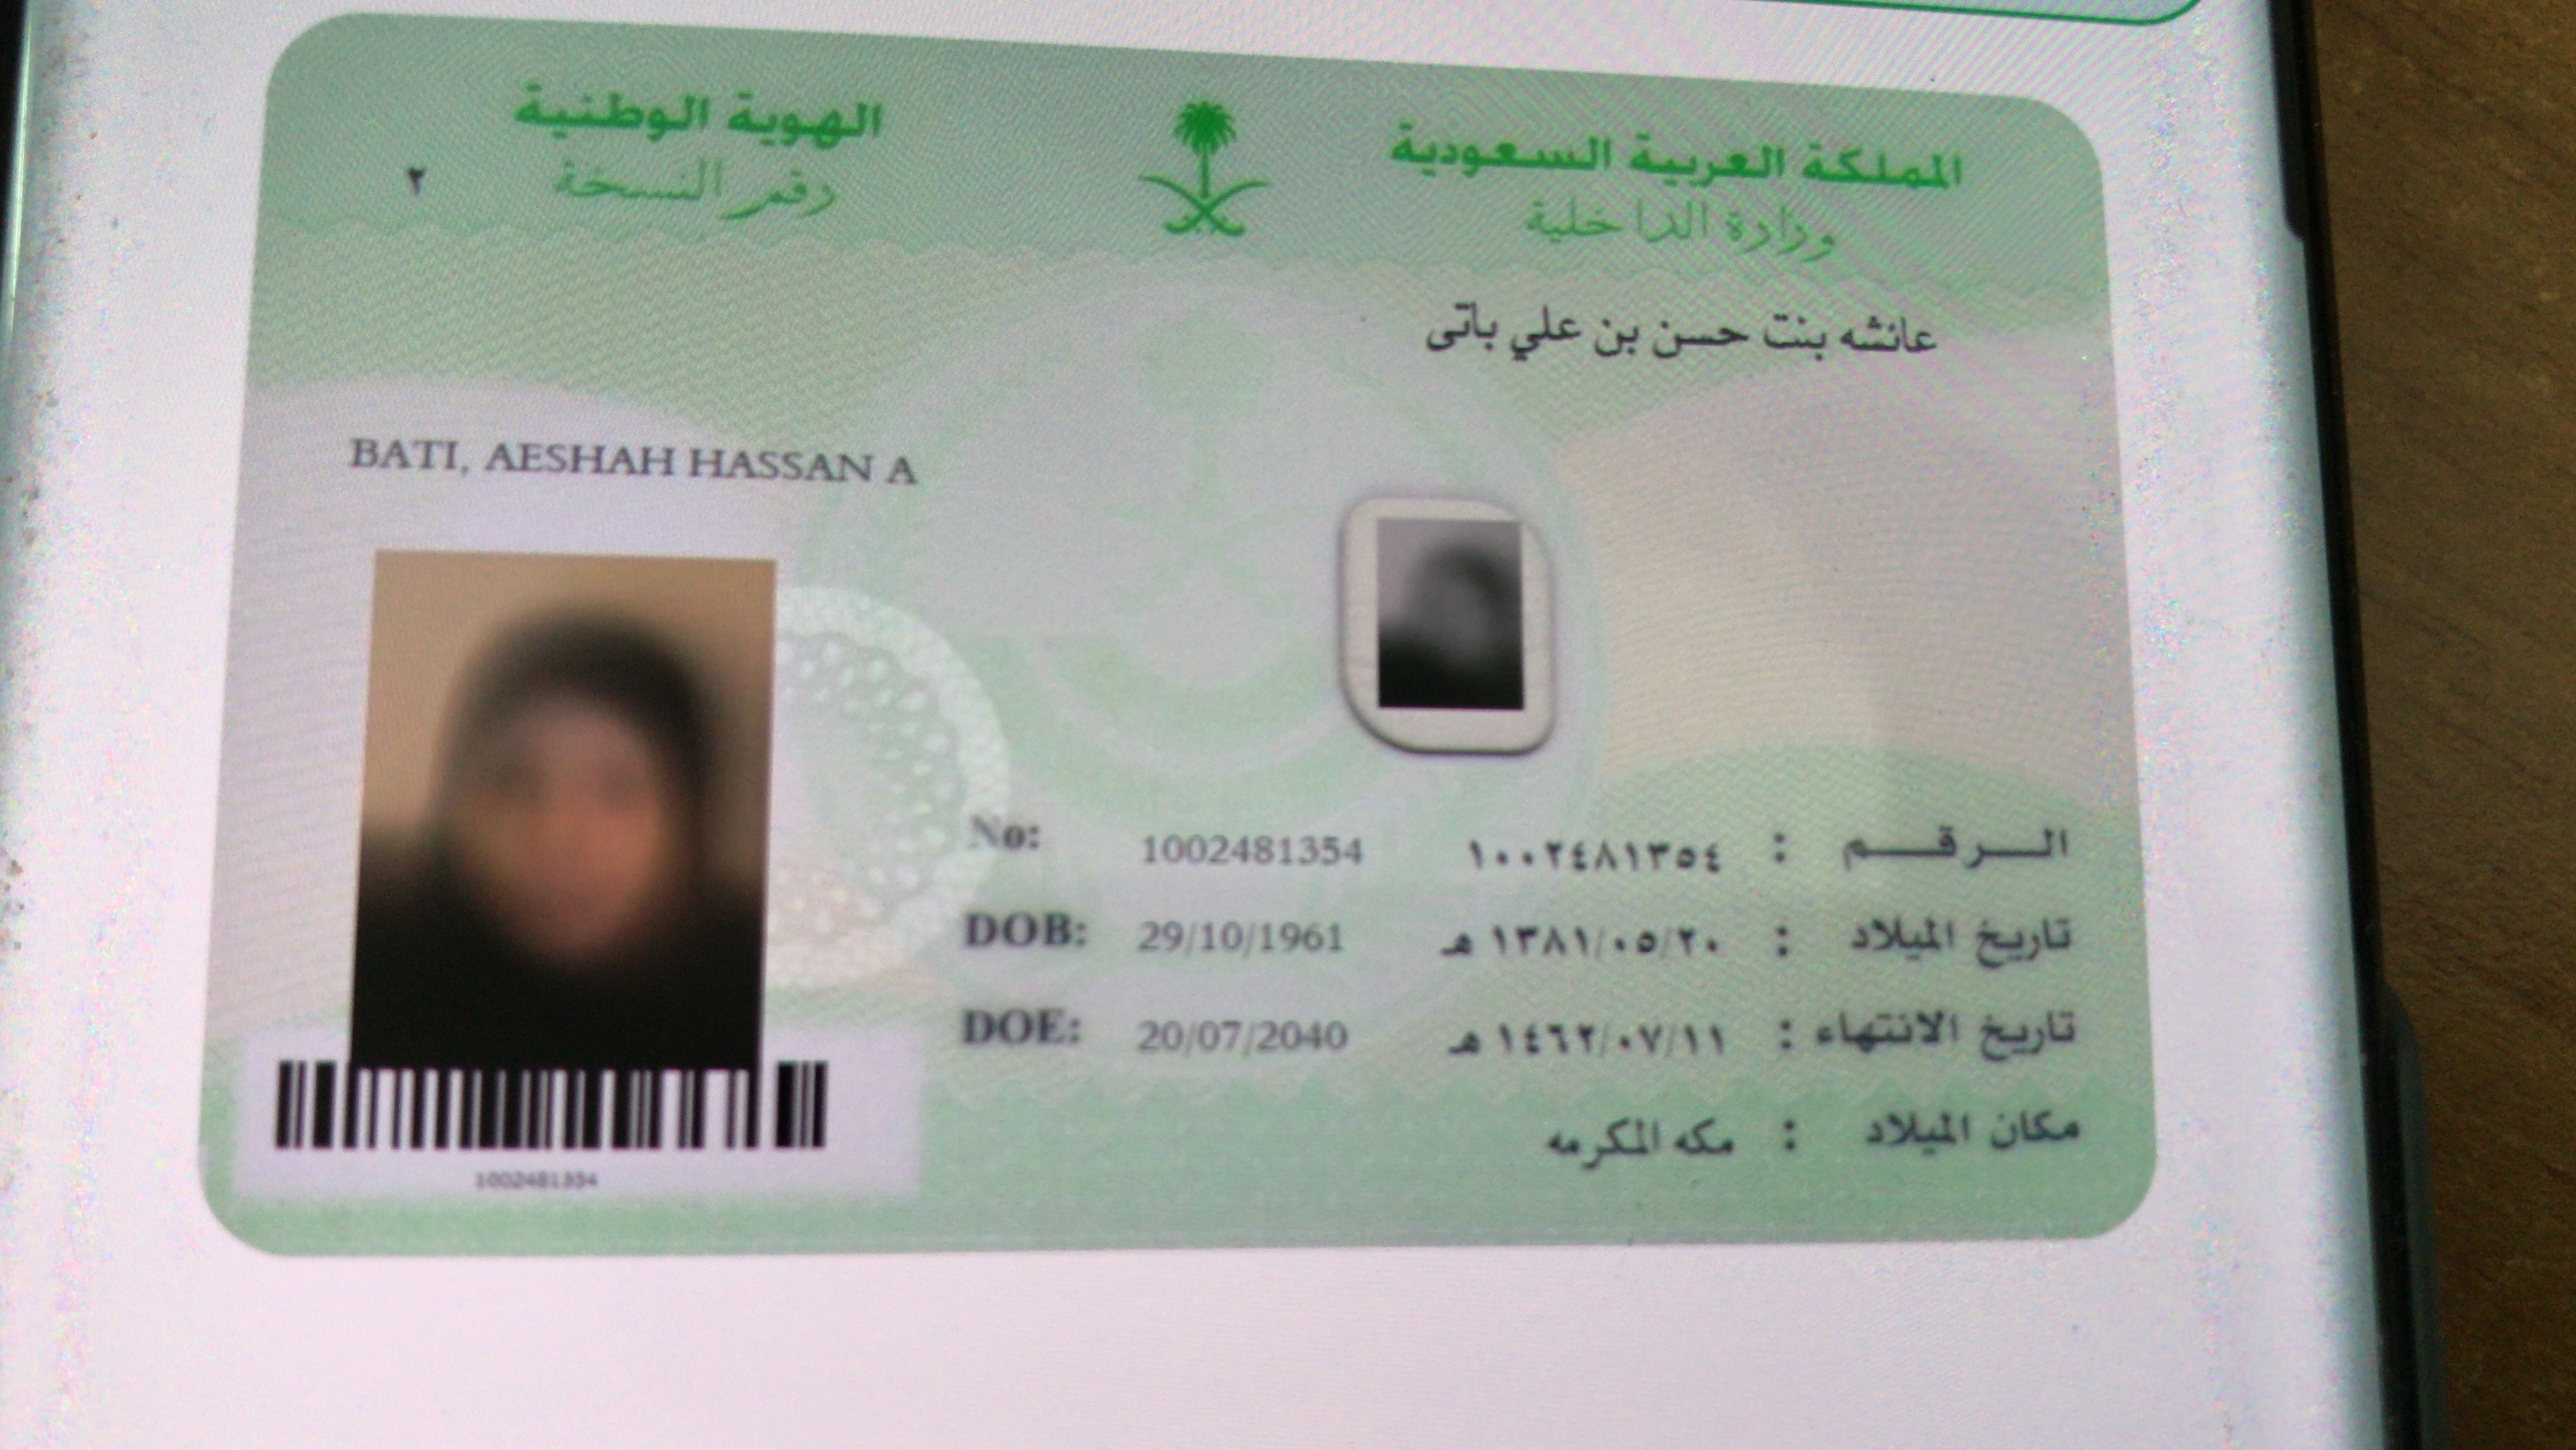 المملكة العربية السعودية
الهوية الوطنية
وزارة الداخلية
رقم النسخة
٢
عائشه بنت حسن بن علي باتى
BATI, AESHAH HASSAN A
الـــرقـــم : ١٠٠٢٤٨١٣٥٤
No: 1002481354
تاريخ الميلاد : ١٣٨١/٠٥/٢٠ هـ
DOB: 29/10/1961
تاريخ الانتهاء : ١٤٦٢/٠٧/١١ هـ
DOE: 20/07/2040
مكان الميلاد : مكه المكرمه
1002481354